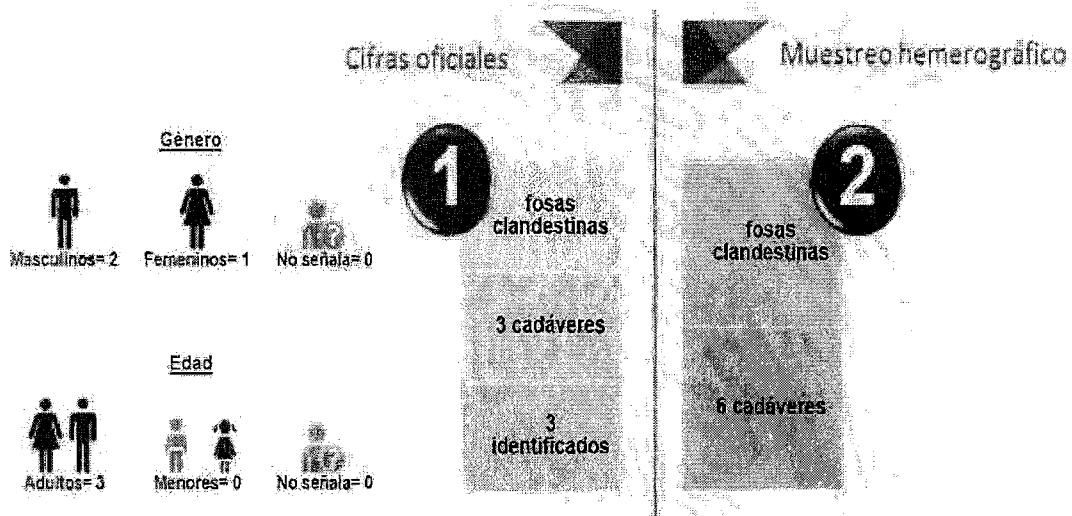 Cifras oficiales
Muestreo hemerográfico
Género
Masculinos= 2
Femeninos= 1
No señala= 0
Edad
Adultos= 3
Menores= 0
No señala= 0
1
fosas
clandestinas
3 cadáveres
3
identificados
2
fosas
clandestinas
6 cadáveres